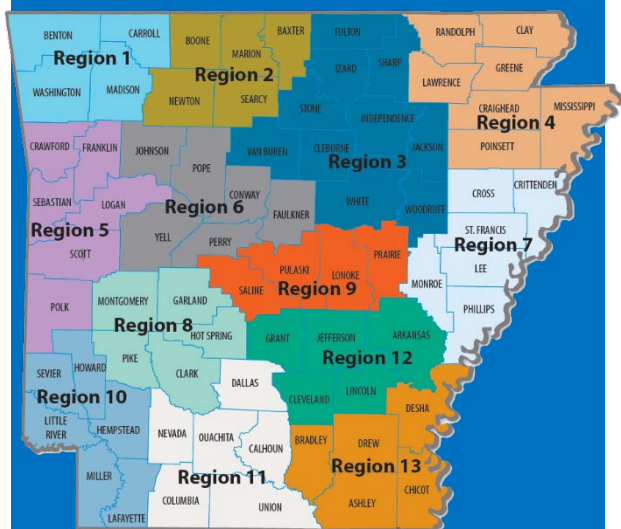 BENTON
CARROLL
Region 1
WASHINGTON
MADISON
BOONE
MARION
BAXTER
Region 2
NEWTON
SEARCY
FULTON
IZARD
SHARP
STONE
INDEPENDENCE
VAN BUREN
CLEBURNE
JACKSON
Region 3
WHITE
WOODRUFF
RANDOLPH
CLAY
GREENE
LAWRENCE
CRAIGHEAD
MISSISSIPPI
Region 4
POINSETT
CRAWFORD
FRANKLIN
SEBASTIAN
LOGAN
Region 5
SCOTT
POLK
JOHNSON
POPE
CONWAY
Region 6
FAULKNER
YELL
PERRY
CROSS
CRITTENDEN
ST. FRANCIS
Region 7
LEE
MONROE
PHILLIPS
MONTGOMERY
GARLAND
Region 8
HOT SPRING
PIKE
CLARK
PULASKI
LONOKE
PRAIRIE
SALINE
Region 9
SEVIER
HOWARD
Region 10
LITTLE
RIVER
HEMPSTEAD
MILLER
LAFAYETTE
DALLAS
NEVADA
OUACHITA
CALHOUN
Region 11
COLUMBIA
UNION
GRANT
JEFFERSON
ARKANSAS
Region 12
CLEVELAND
LINCOLN
DESHA
BRADLEY
DREW
Region 13
ASHLEY
CHICOT